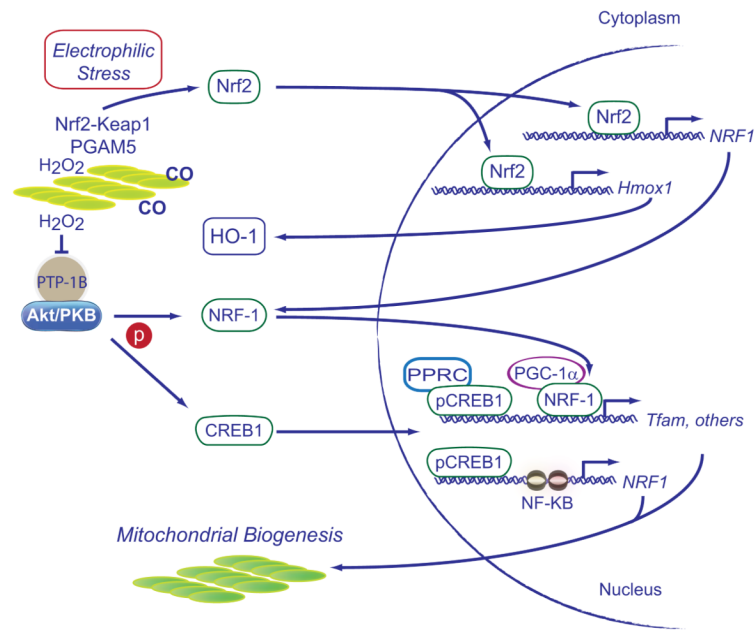 Cytoplasm
Electrophilic
Stress
Nrf2
Nrf2-Keap1
PGAM5
H2O2
CO
CO
H2O2
Nrf2
NRF1
Nrf2
Hmox1
HO-1
PTP-1B
Akt/PKB
p
NRF-1
PPRC
PGC-1α
pCREB1
NRF-1
Tfam, others
CREB1
pCREB1
NF-KB
NRF1
Mitochondrial Biogenesis
Nucleus